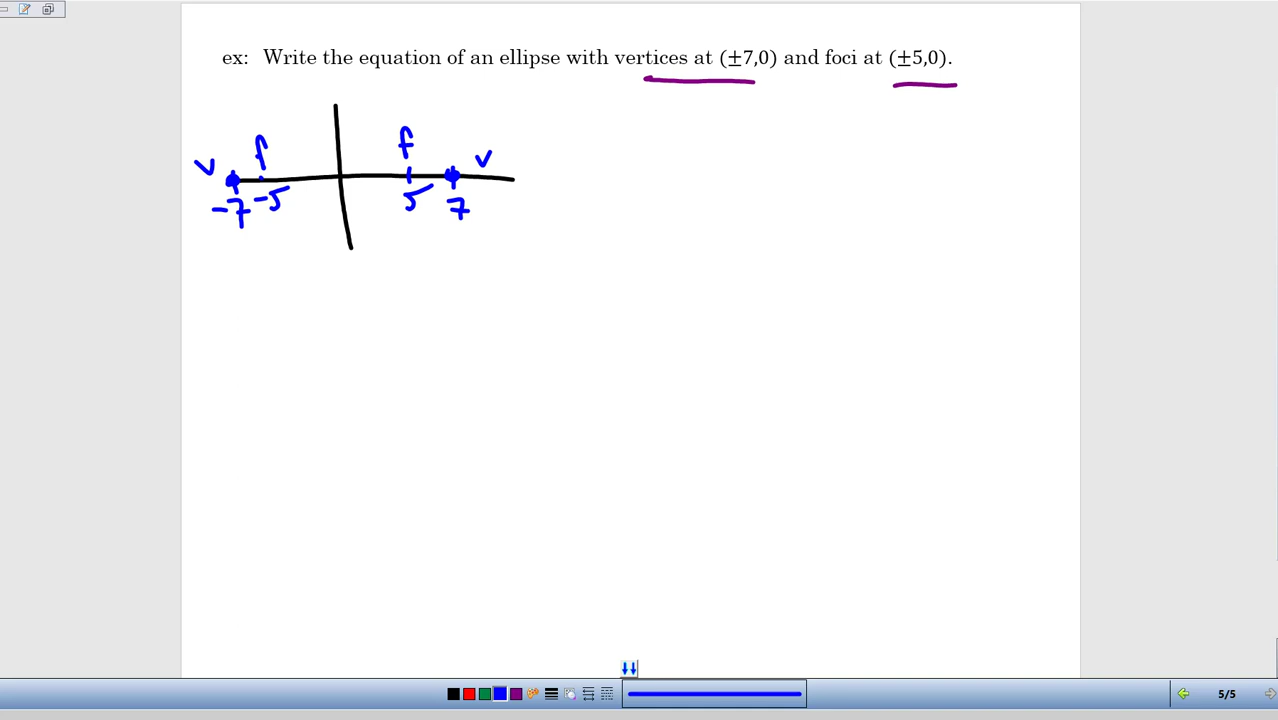 ex: Write the equation of an ellipse with vertices at (±7,0) and foci at (±5,0).
v f f v
-7 -5 5 7
5/5